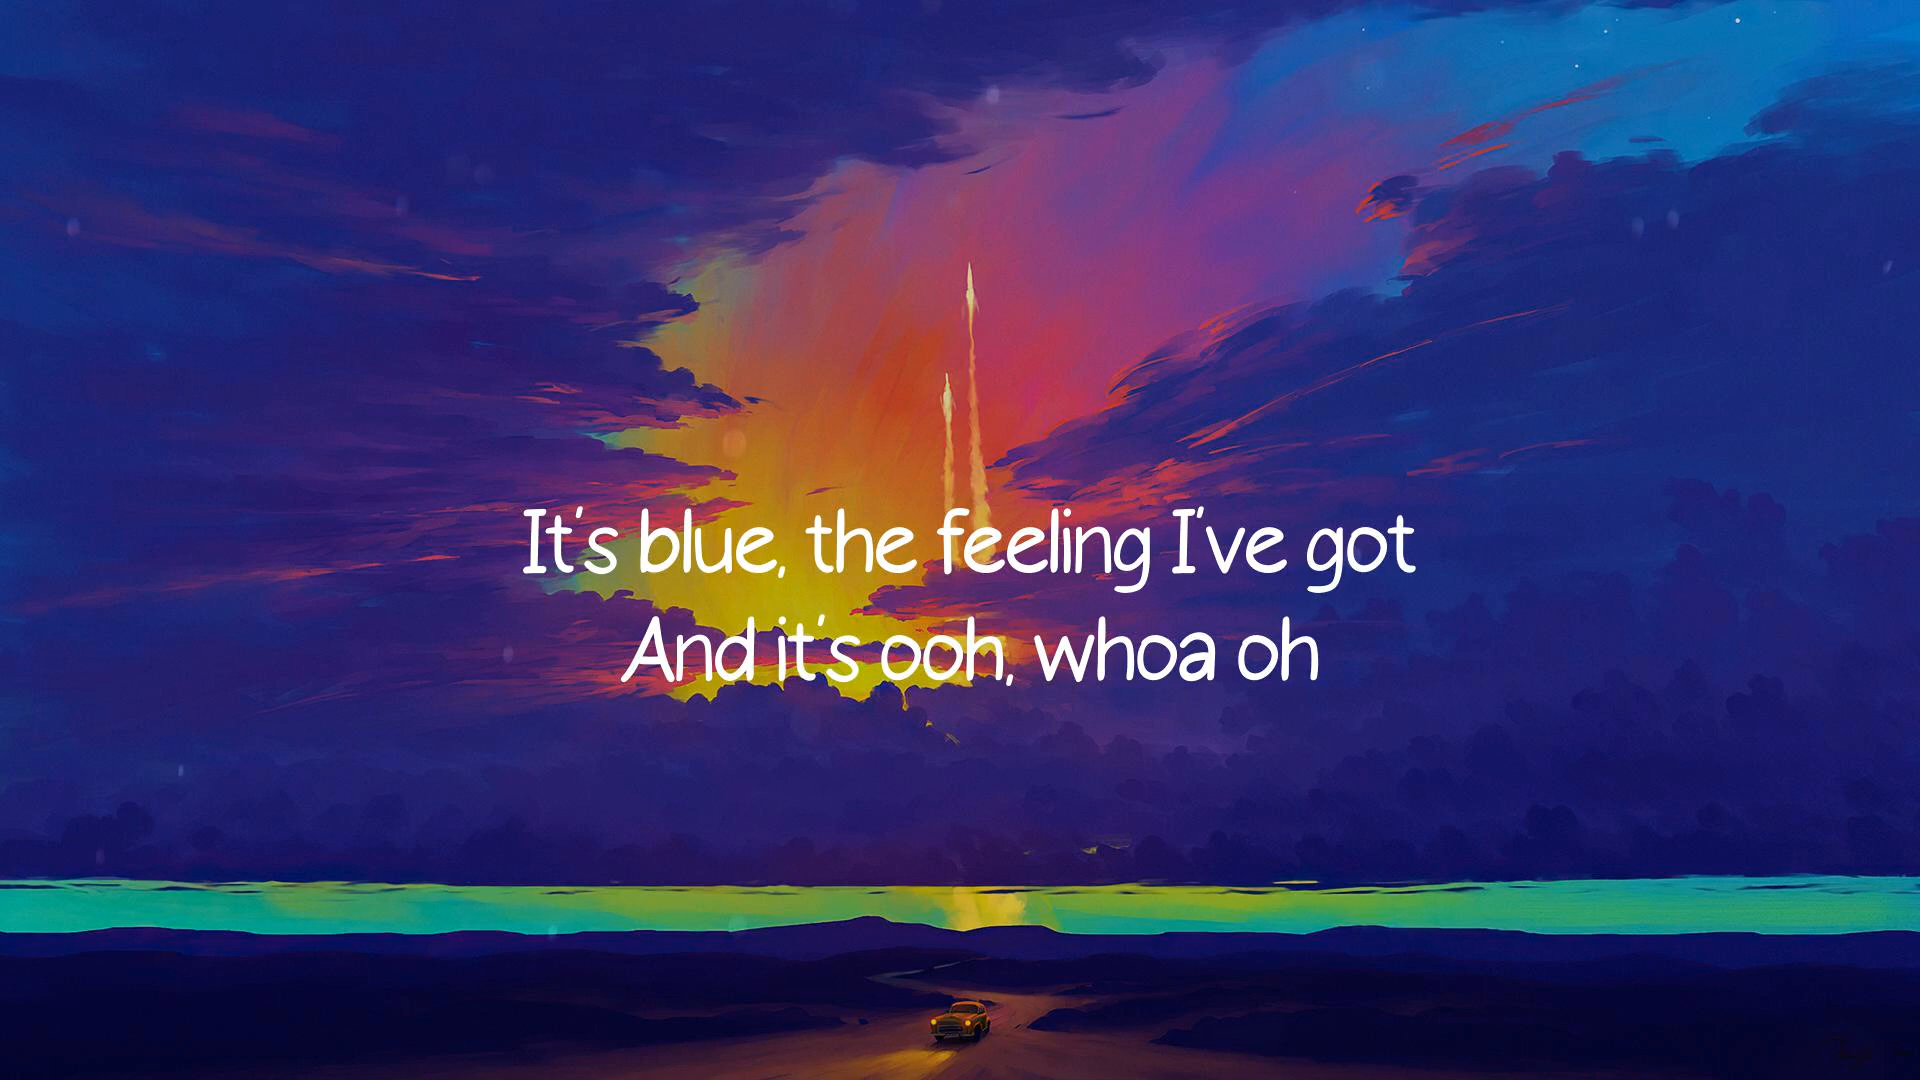 It's blue, the feeling I've got
And it's ooh, whoa oh